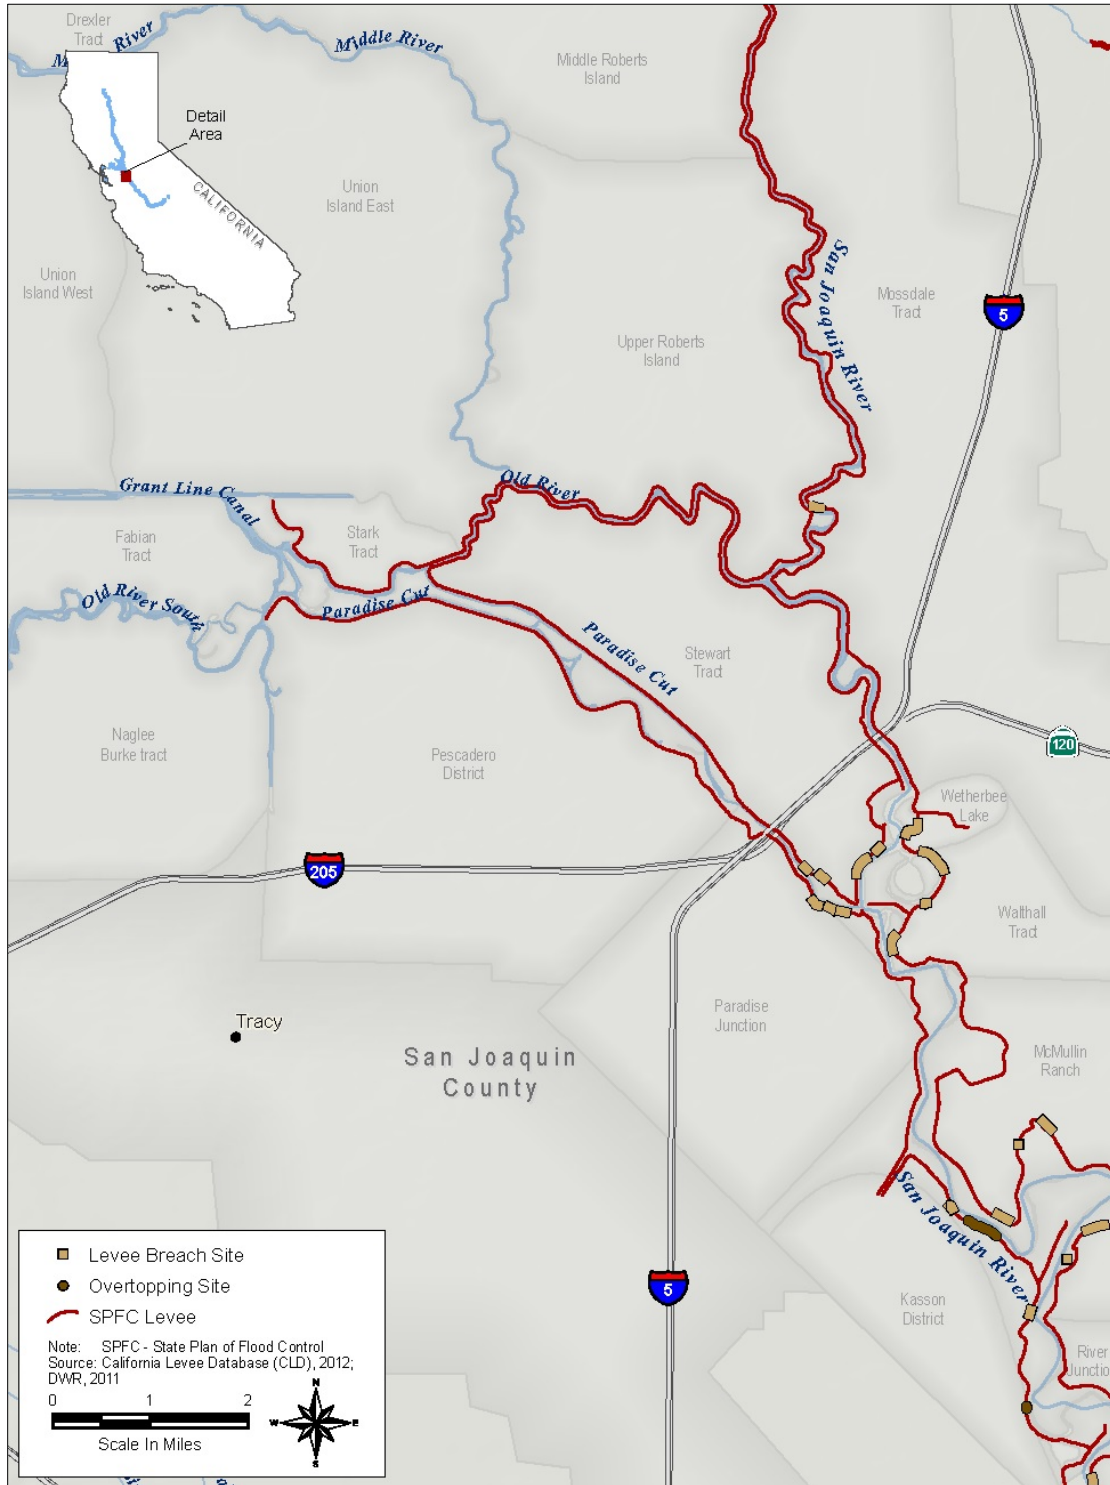 Drexler
Tract
Middle River
Middle River
Middle Roberts
Island
Detail
Area
CALIFORNIA
Union
Island East
Union
Island West
San Joaquin River
Mossdale
Tract
5
Upper Roberts
Island
Grant Line Canal
Old River
Fabian
Tract
Stark
Tract
Old River South
Paradise Cut
Paradise Cut
Stewart
Tract
Naglee
Burke tract
Pescadero
District
120
Wetherbee
Lake
205
Walthall
Tract
Paradise
Junction
Tracy
San Joaquin
County
McMullin
Ranch
San Joaquin River
5
Kasson
District
River
Junctio
Levee Breach Site
Overtopping Site
SPFC Levee
Note: SPFC - State Plan of Flood Control
Source: California Levee Database (CLD), 2012;
DWR, 2011
0 1 2
Scale In Miles
N
W E
S